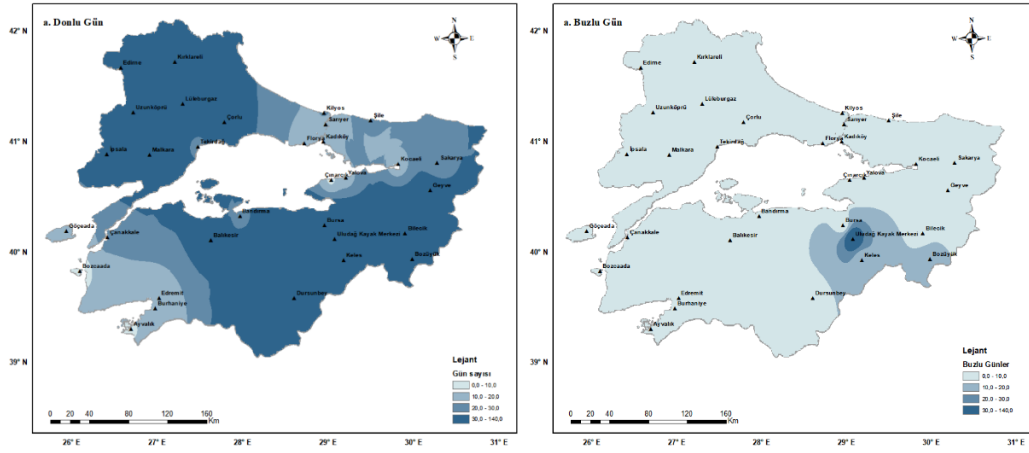 a. Donlu Gün
N
W E
S
42° N
41° N
40° N
39° N
Edirne
Kırklareli
Uzunköprü
Lüleburgaz
Çorlu
Kilyos
Sarıyer
Şile
Florya
Kadıköy
İpsala
Malkara
Tekirdağ
Kocaeli
Sakarya
Çınarcık
Yalova
Geyve
Gökçeada
Çanakkale
Bandırma
Bursa
Balıkesir
Uludağ Kayak Merkezi
Bilecik
Bozcaada
Keles
Bozüyük
Edremit
Burhaniye
Dursunbey
Ayvalık
Lejant
Gün sayısı
0,0 - 10,0
10,0 - 20,0
20,0 - 30,0
30,0 - 140,0
0 20 40 80 120 160
Km
26° E 27° E 28° E 29° E 30° E 31° E
a. Buzlu Gün
N
W E
S
42° N
41° N
40° N
39° N
Edirne
Kırklareli
Uzunköprü
Lüleburgaz
Çorlu
Kilyos
Sarıyer
Şile
Florya
Kadıköy
İpsala
Malkara
Tekirdağ
Kocaeli
Sakarya
Çınarcık
Yalova
Geyve
Gökçeada
Çanakkale
Bandırma
Bursa
Balıkesir
Uludağ Kayak Merkezi
Bilecik
Bozcaada
Keles
Bozüyük
Edremit
Burhaniye
Dursunbey
Ayvalık
Lejant
Buzlu Günler
0,0 - 10,0
10,0 - 20,0
20,0 - 30,0
30,0 - 140,0
0 20 40 80 120 160
Km
26° E 27° E 28° E 29° E 30° E 31° E